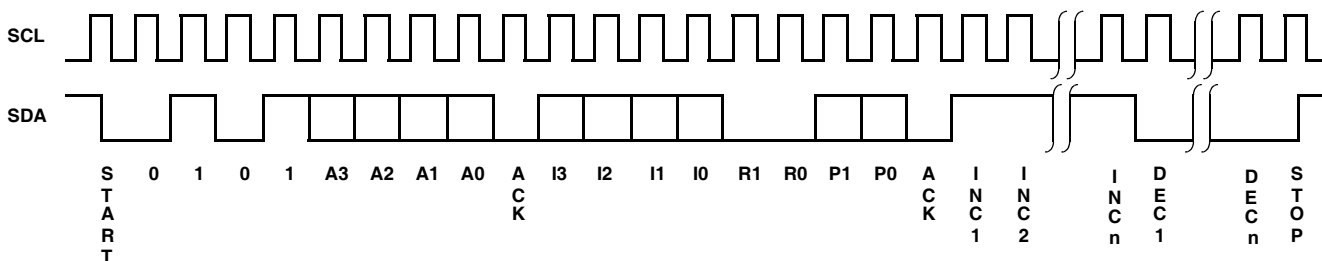 SCL
SDA
START 0 1 0 1 A3 A2 A1 A0 ACK I3 I2 I1 I0 R1 R0 P1 P0 ACK INC1 INC2 INCn DEC1 DECn STOP